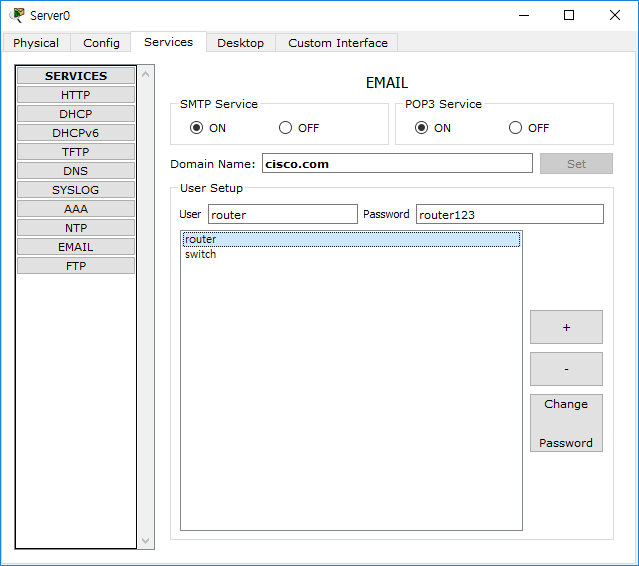 Server0
Physical Config Services Desktop Custom Interface
SERVICES
HTTP
DHCP
DHCPv6
TFTP
DNS
SYSLOG
AAA
NTP
EMAIL
FTP
EMAIL
SMTP Service
ON OFF
POP3 Service
ON OFF
Domain Name: cisco.com Set
User Setup
User router Password router123
router
switch
+
-
Change
Password